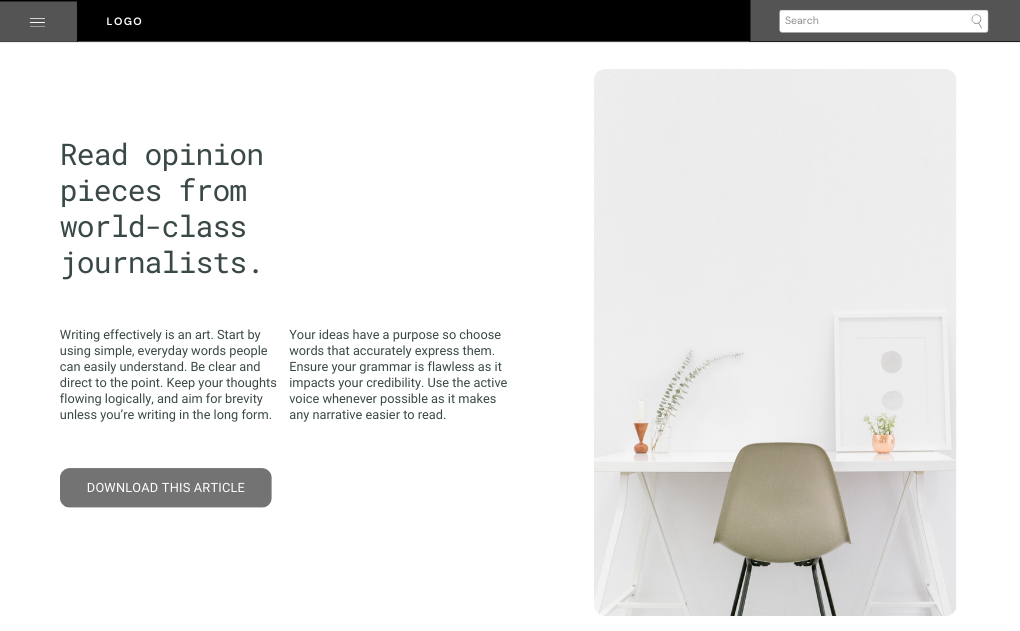 LOGO
Search
Read opinion
pieces from
world-class
journalists.
Writing effectively is an art. Start by
using simple, everyday words people
can easily understand. Be clear and
direct to the point. Keep your thoughts
flowing logically, and aim for brevity
unless you’re writing in the long form.
Your ideas have a purpose so choose
words that accurately express them.
Ensure your grammar is flawless as it
impacts your credibility. Use the active
voice whenever possible as it makes
any narrative easier to read.
DOWNLOAD THIS ARTICLE